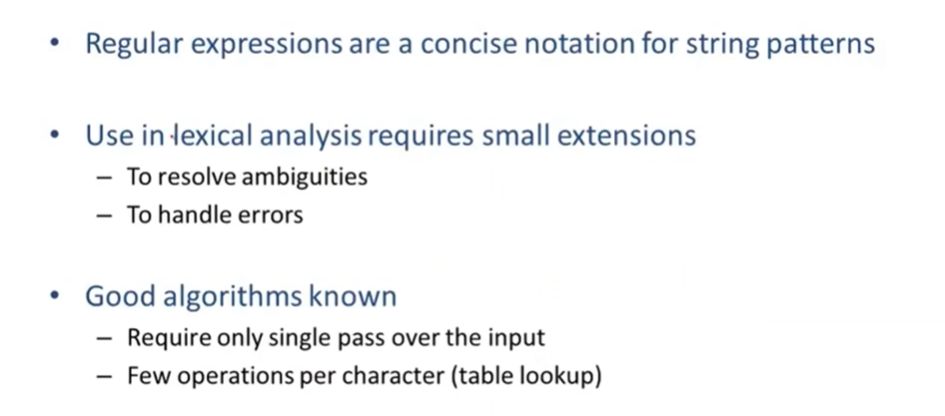 • Regular expressions are a concise notation for string patterns
• Use in lexical analysis requires small extensions
– To resolve ambiguities
– To handle errors
• Good algorithms known
– Require only single pass over the input
– Few operations per character (table lookup)